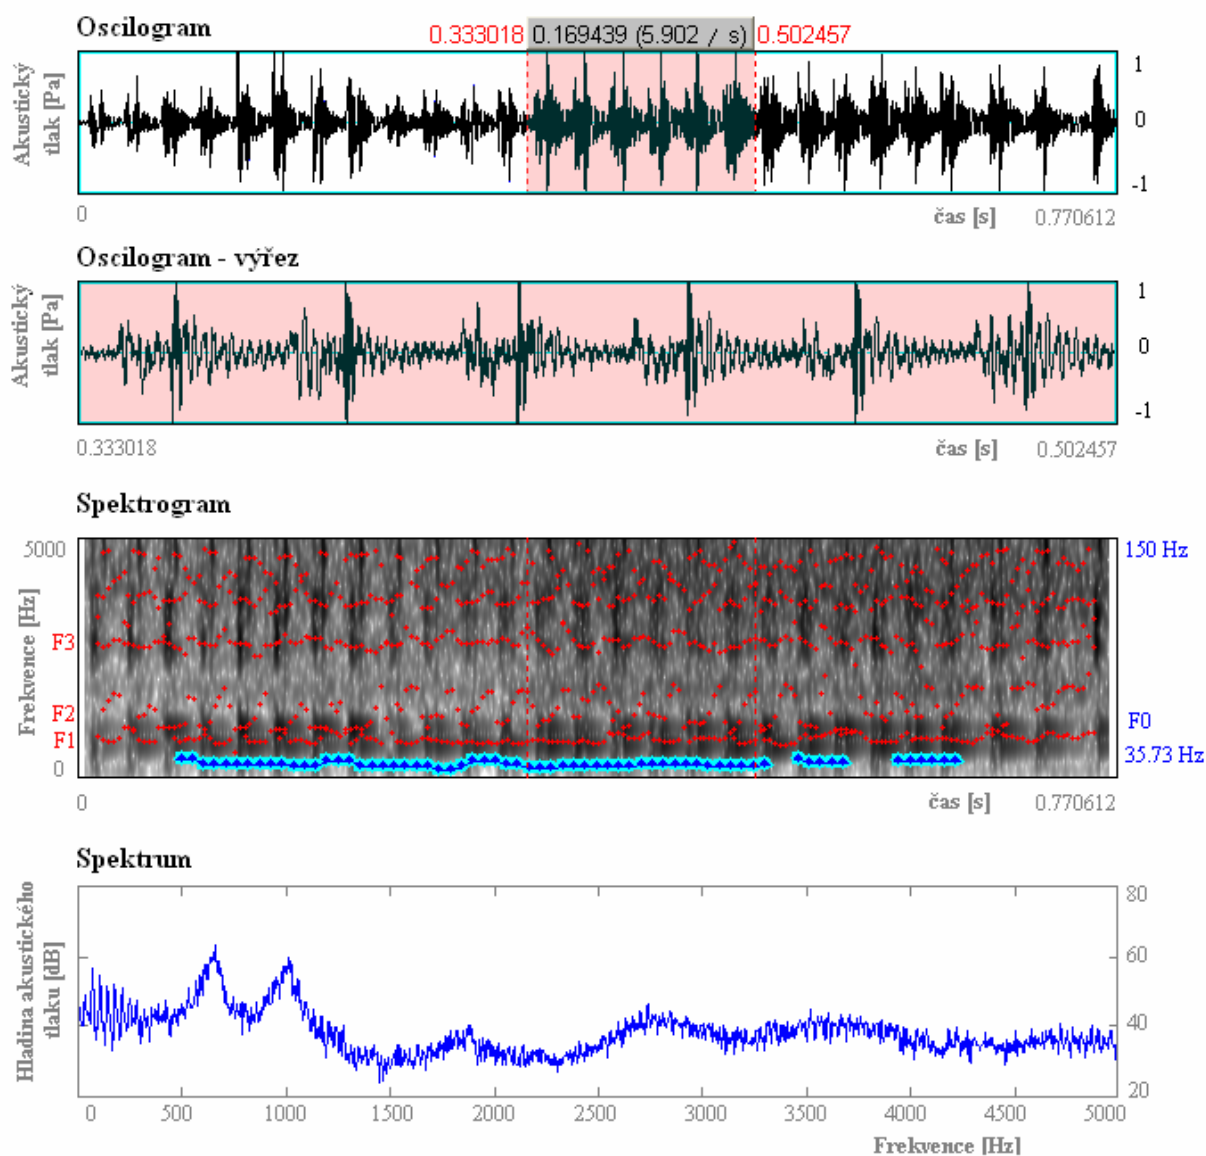 Oscilogram
0.333018 0.169439 (5.902 / s) 0.502457
Akustický
tlak [Pa]
1
0
-1
0 čas [s] 0.770612
Oscilogram - výřez
Akustický
tlak [Pa]
1
0
-1
0.333018 čas [s] 0.502457
Spektrogram
Frekvence [Hz]
5000
F3
F2
F1
0
150 Hz
F0
35.73 Hz
0 čas [s] 0.770612
Spektrum
Hladina akustického
tlaku [dB]
80
60
40
20
0 500 1000 1500 2000 2500 3000 3500 4000 4500 5000
Frekvence [Hz]